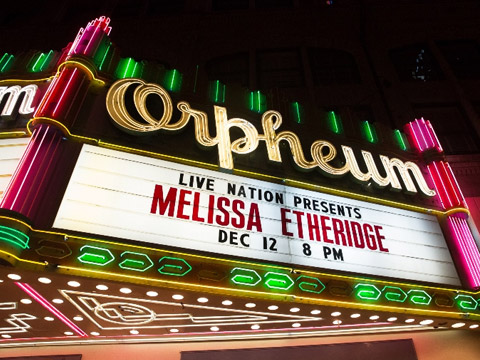 Orpheum
LIVE NATION PRESENTS
MELISSA ETHERIDGE
DEC 12 8 PM
m